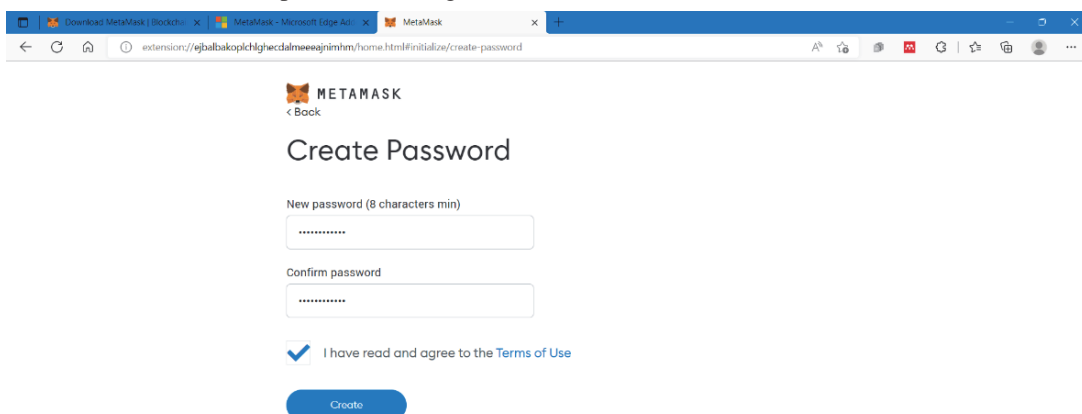 Download MetaMask | Blockcha
MetaMask - Microsoft Edge Add
MetaMask
extension://ejbalbakoplchlghecdalmeeeajnimhm/home.html#initialize/create-password
METAMASK
< Back
Create Password
New password (8 characters min)
••••••••••••
Confirm password
••••••••••••
I have read and agree to the Terms of Use
Create